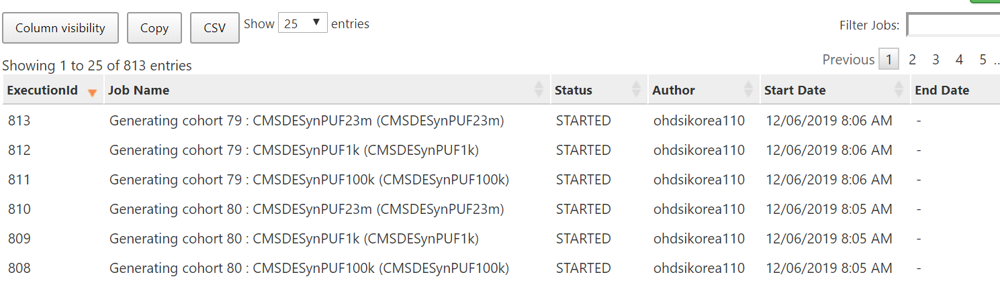 Column visibility Copy CSV Show 25 entries Filter Jobs:
Showing 1 to 25 of 813 entries Previous 1 2 3 4 5 ..
ExecutionId Job Name Status Author Start Date End Date
813 Generating cohort 79 : CMSDESynPUF23m (CMSDESynPUF23m) STARTED ohdsikorea110 12/06/2019 8:06 AM -
812 Generating cohort 79 : CMSDESynPUF1k (CMSDESynPUF1k) STARTED ohdsikorea110 12/06/2019 8:06 AM -
811 Generating cohort 79 : CMSDESynPUF100k (CMSDESynPUF100k) STARTED ohdsikorea110 12/06/2019 8:06 AM -
810 Generating cohort 80 : CMSDESynPUF23m (CMSDESynPUF23m) STARTED ohdsikorea110 12/06/2019 8:05 AM -
809 Generating cohort 80 : CMSDESynPUF1k (CMSDESynPUF1k) STARTED ohdsikorea110 12/06/2019 8:05 AM -
808 Generating cohort 80 : CMSDESynPUF100k (CMSDESynPUF100k) STARTED ohdsikorea110 12/06/2019 8:05 AM -